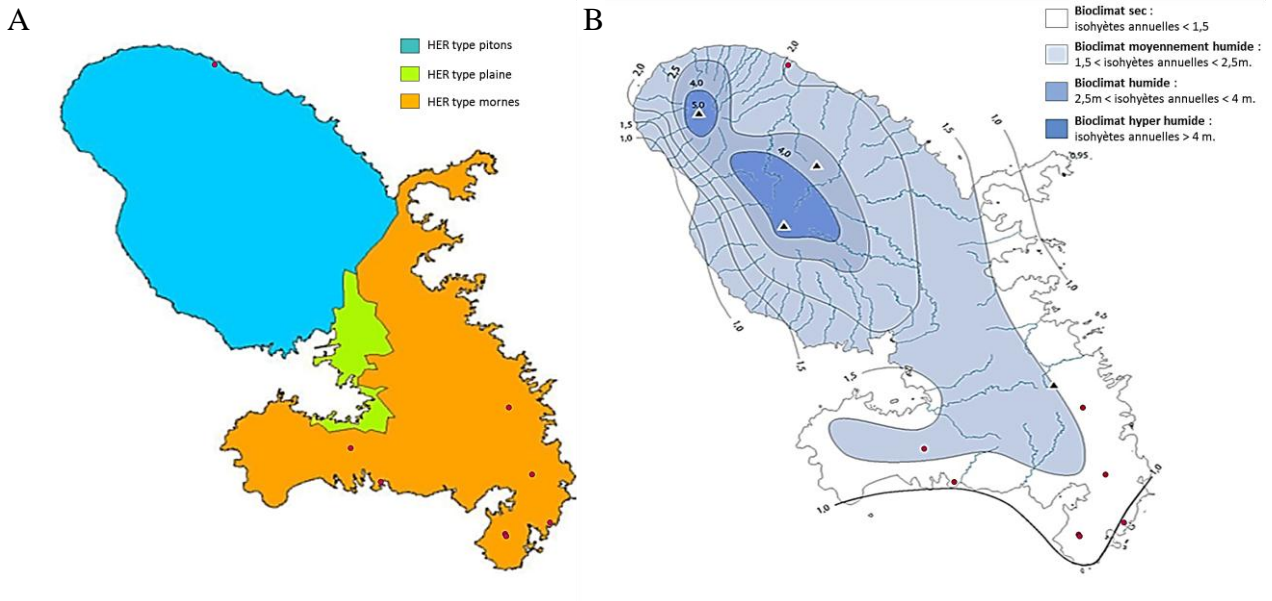 A
HER type pitons
HER type plaine
HER type mornes
B
Bioclimat sec :
isohyètes annuelles < 1,5
Bioclimat moyennement humide :
1,5 < isohyètes annuelles < 2,5m.
Bioclimat humide :
2,5m < isohyètes annuelles < 4 m.
Bioclimat hyper humide :
isohyètes annuelles > 4 m.
2,0
2,0
2,5
4,0
5,0
1,5
1,0
4,0
1,5
1,0
0,95
1,0
1,0
1,5
1,5
1,0
1,0